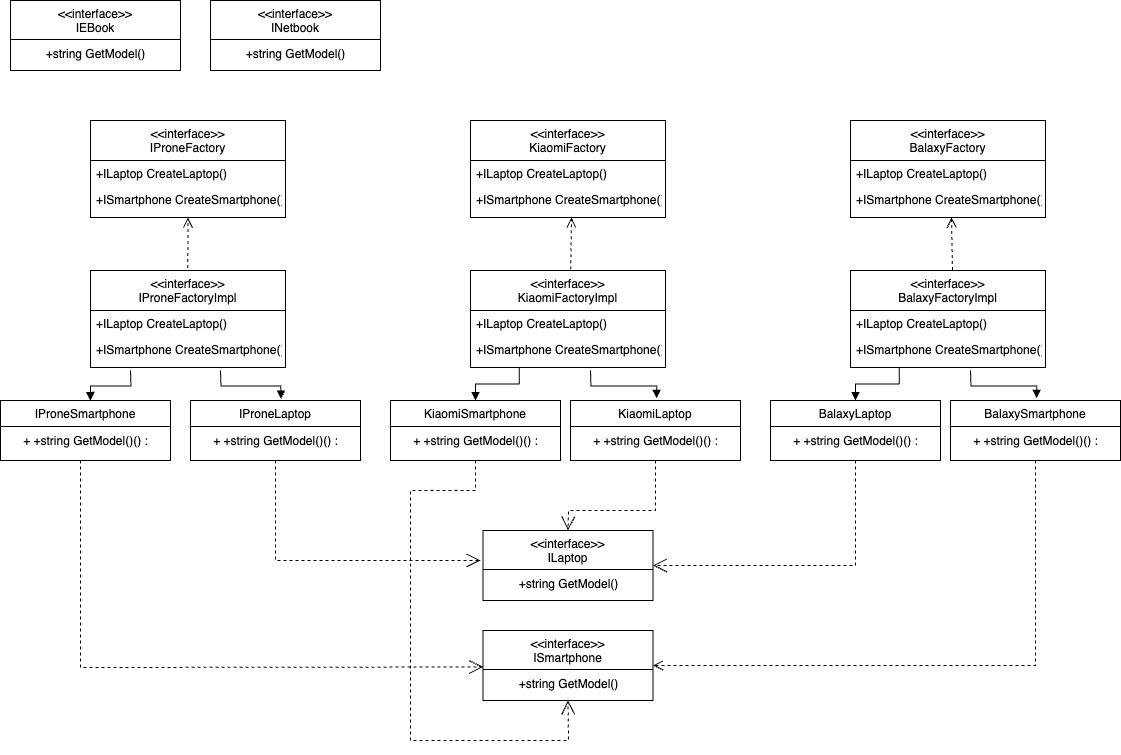 <<interface>>
IEBook
+string GetModel()
<<interface>>
INetbook
+string GetModel()
<<interface>>
IProneFactory
+ILaptop CreateLaptop()
+ISmartphone CreateSmartphone(
<<interface>>
KiaomiFactory
+ILaptop CreateLaptop()
+ISmartphone CreateSmartphone(
<<interface>>
BalaxyFactory
+ILaptop CreateLaptop()
+ISmartphone CreateSmartphone(
<<interface>>
IProneFactoryImpl
+ILaptop CreateLaptop()
+ISmartphone CreateSmartphone(
<<interface>>
KiaomiFactoryImpl
+ILaptop CreateLaptop()
+ISmartphone CreateSmartphone(
<<interface>>
BalaxyFactoryImpl
+ILaptop CreateLaptop()
+ISmartphone CreateSmartphone(
IProneSmartphone
+ +string GetModel()() :
IProneLaptop
+ +string GetModel()() :
KiaomiSmartphone
+ +string GetModel()() :
KiaomiLaptop
+ +string GetModel()() :
BalaxyLaptop
+ +string GetModel()() :
BalaxySmartphone
+ +string GetModel()() :
<<interface>>
ILaptop
+string GetModel()
<<interface>>
ISmartphone
+string GetModel()